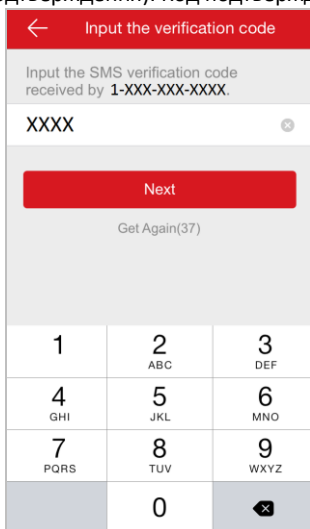 Input the verification code
Input the SMS verification code
received by 1-XXX-XXX-XXXX.
XXXX
Next
Get Again(37)
1 2 3
ABC DEF
4 5 6
GHI JKL MNO
7 8 9
PQRS TUV WXYZ
0